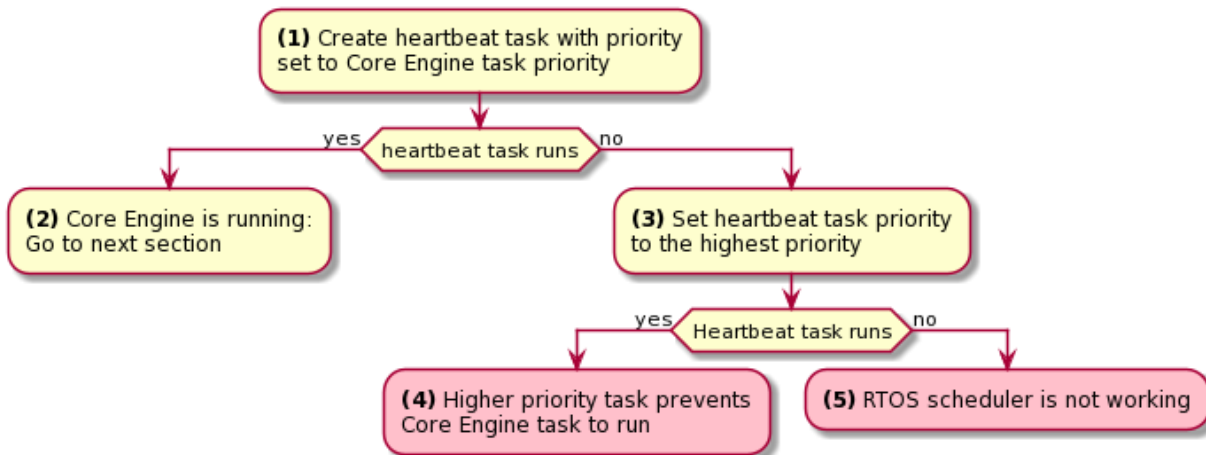 (1) Create heartbeat task with priority
set to Core Engine task priority
yes
heartbeat task runs
no
(2) Core Engine is running:
Go to next section
(3) Set heartbeat task priority
to the highest priority
yes
Heartbeat task runs
no
(4) Higher priority task prevents
Core Engine task to run
(5) RTOS scheduler is not working